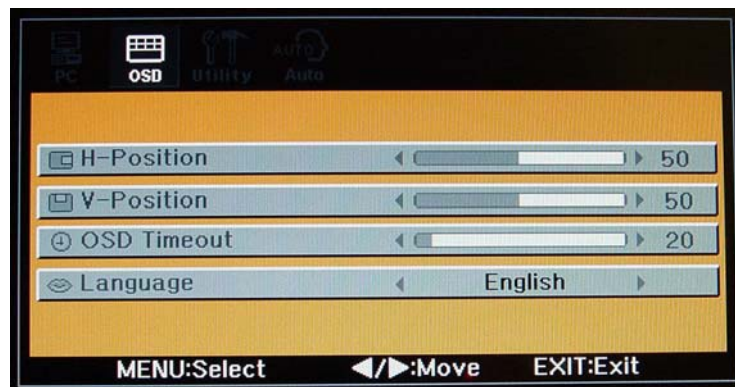 AUTO
PC OSD Utility Auto
H-Position 50
V-Position 50
OSD Timeout 20
Language English
MENU:Select ◀/▶:Move EXIT:Exit